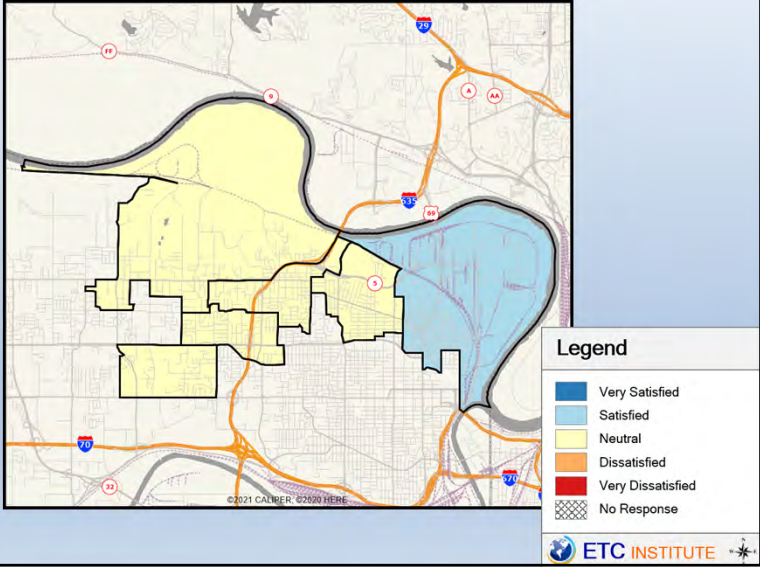 29
FF
A
AA
9
635
69
5
Legend
Very Satisfied
Satisfied
Neutral
Dissatisfied
Very Dissatisfied
No Response
70
670
32
©2021 CALIPER; ©2020 HERE
ETC INSTITUTE